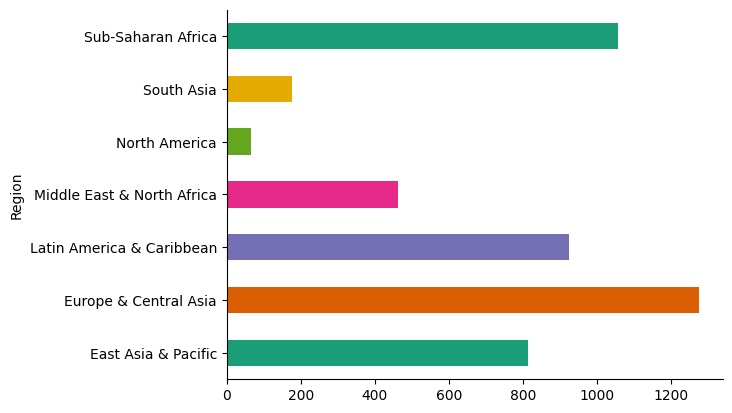 Region
Sub-Saharan Africa
South Asia
North America
Middle East & North Africa
Latin America & Caribbean
Europe & Central Asia
East Asia & Pacific
0 200 400 600 800 1000 1200